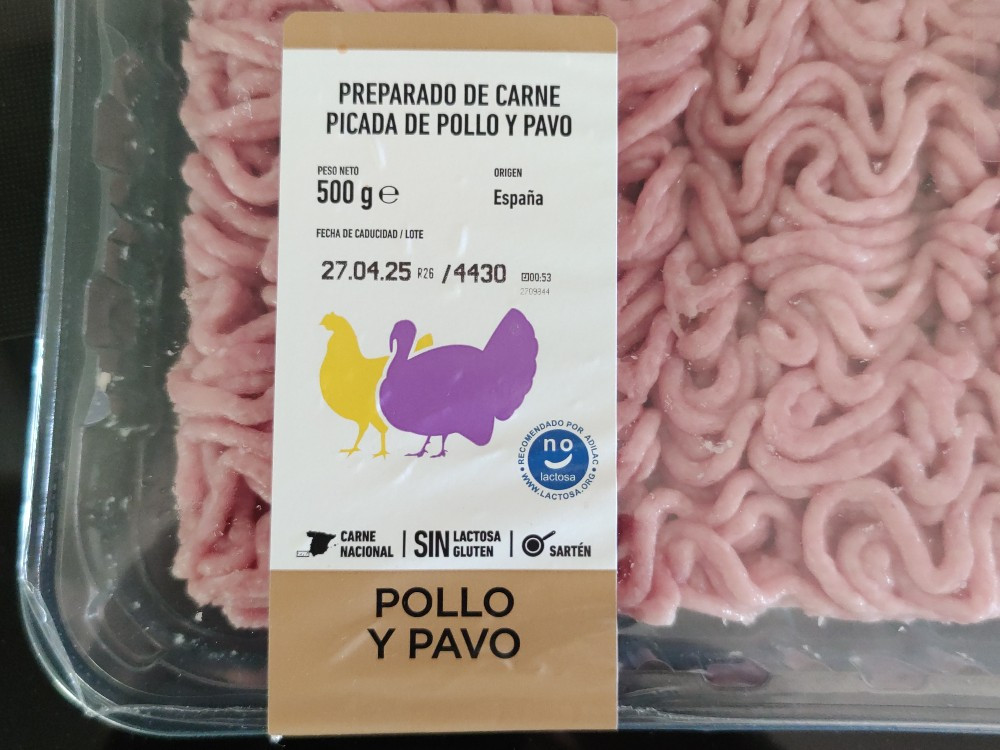 PREPARADO DE CARNE
PICADA DE POLLO Y PAVO
PESO NETO
500 g ℮
ORIGEN
España
FECHA DE CADUCIDAD / LOTE
27.04.25 R26 /4430
00:53
2709844
RECOMENDADO POR ADILAC
no
lactosa
WWW.LACTOSA.ORG
CARNE
NACIONAL
SIN LACTOSA
GLUTEN
SARTÉN
POLLO
Y PAVO